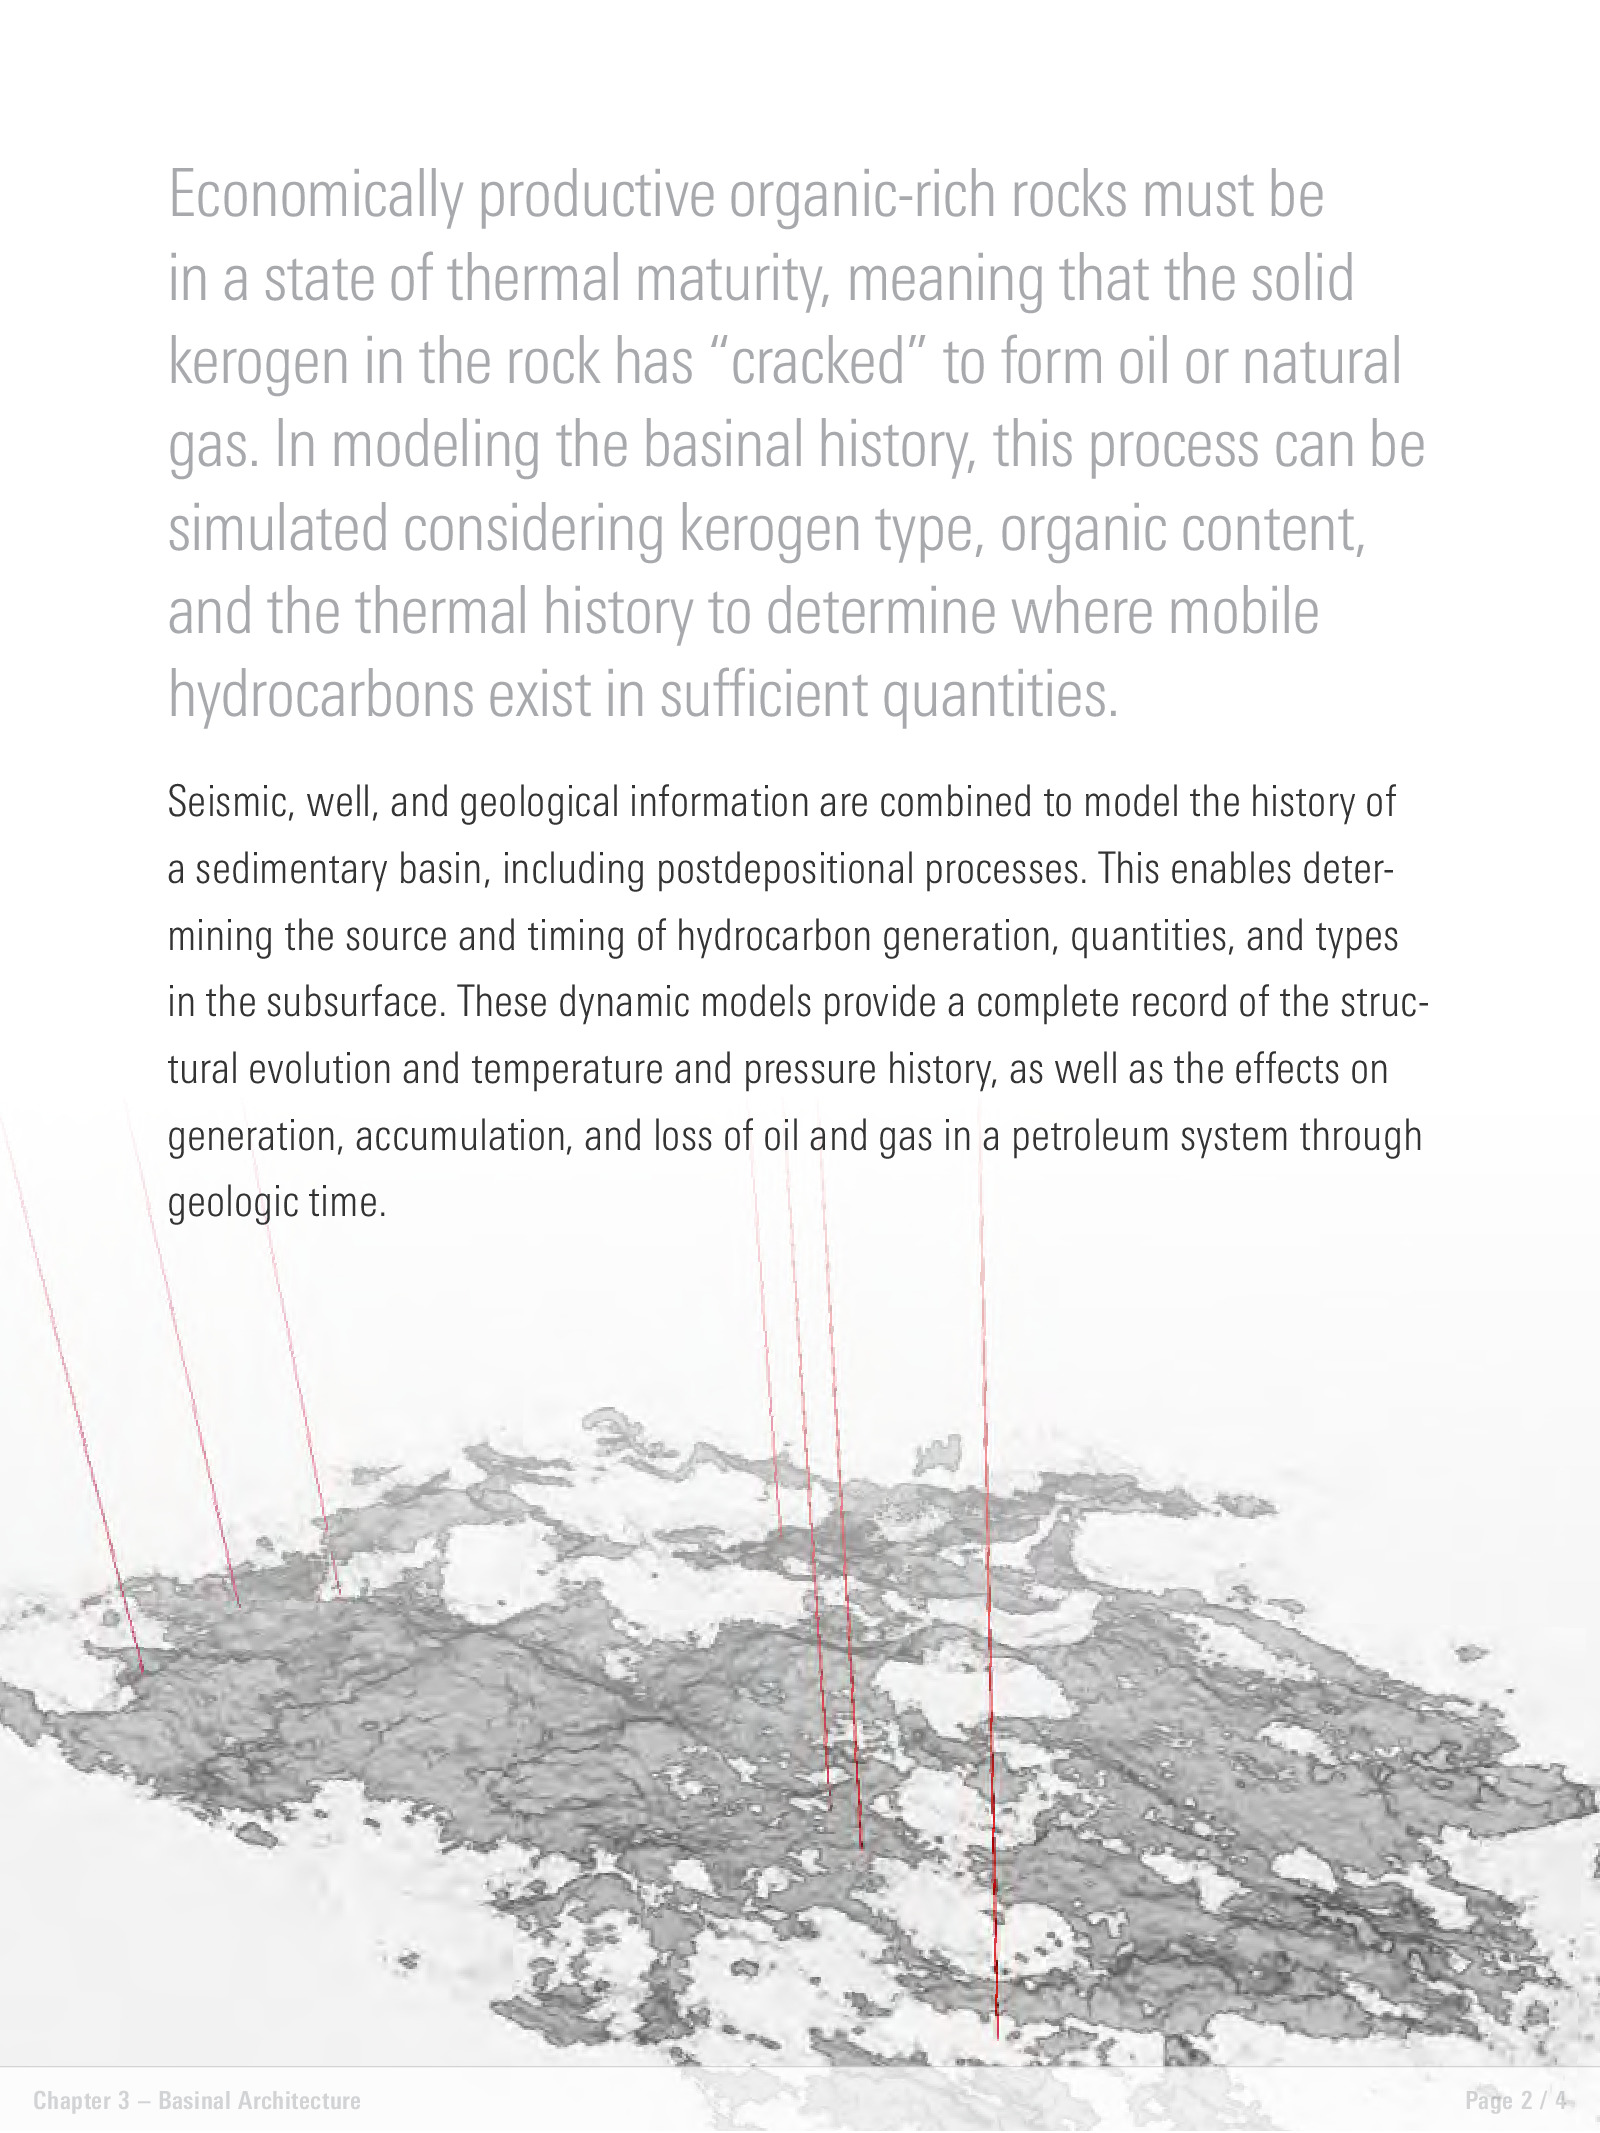 Economically productive organic-rich rocks must be
in a state of thermal maturity, meaning that the solid
kerogen in the rock has “cracked” to form oil or natural
gas. In modeling the basinal history, this process can be
simulated considering kerogen type, organic content,
and the thermal history to determine where mobile
hydrocarbons exist in sufficient quantities.
Seismic, well, and geological information are combined to model the history of
a sedimentary basin, including postdepositional processes. This enables deter-
mining the source and timing of hydrocarbon generation, quantities, and types
in the subsurface. These dynamic models provide a complete record of the struc-
tural evolution and temperature and pressure history, as well as the effects on
generation, accumulation, and loss of oil and gas in a petroleum system through
geologic time.
Chapter 3 – Basinal Architecture
Page 2 / 4